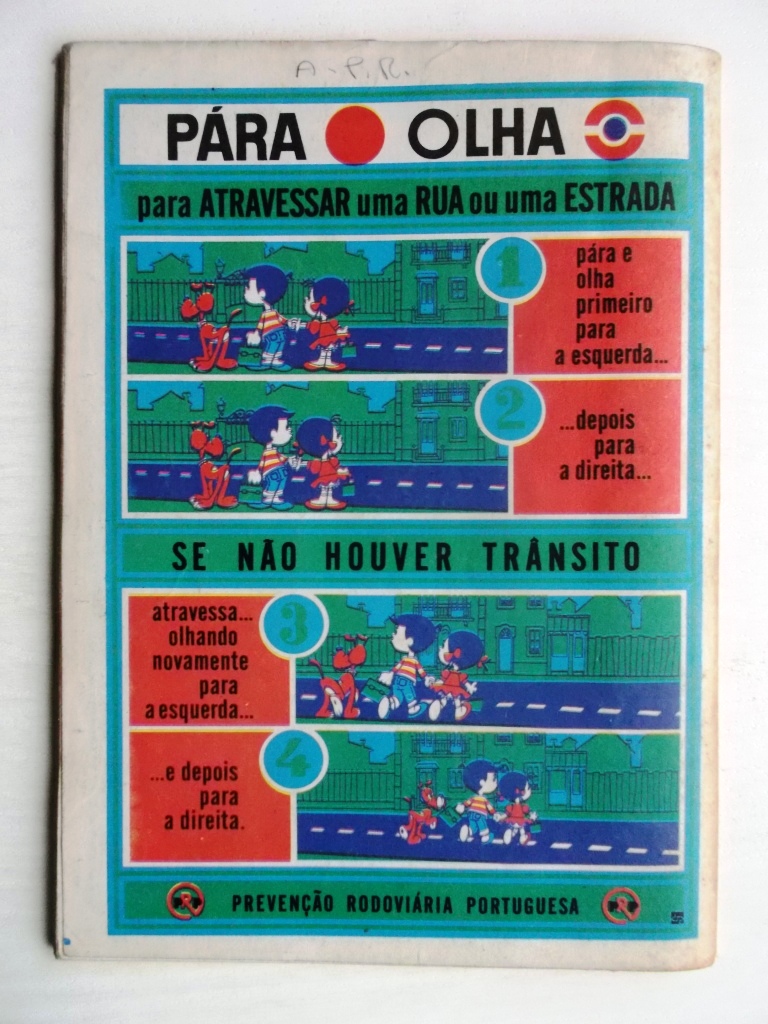 A. P. R.
PÁRA OLHA
para ATRAVESSAR uma RUA ou uma ESTRADA
1
pára e
olha
primeiro
para
a esquerda...
2
...depois
para
a direita...
SE NÃO HOUVER TRÂNSITO
3
atravessa...
olhando
novamente
para
a esquerda...
4
...e depois
para
a direita.
PREVENÇÃO RODOVIÁRIA PORTUGUESA